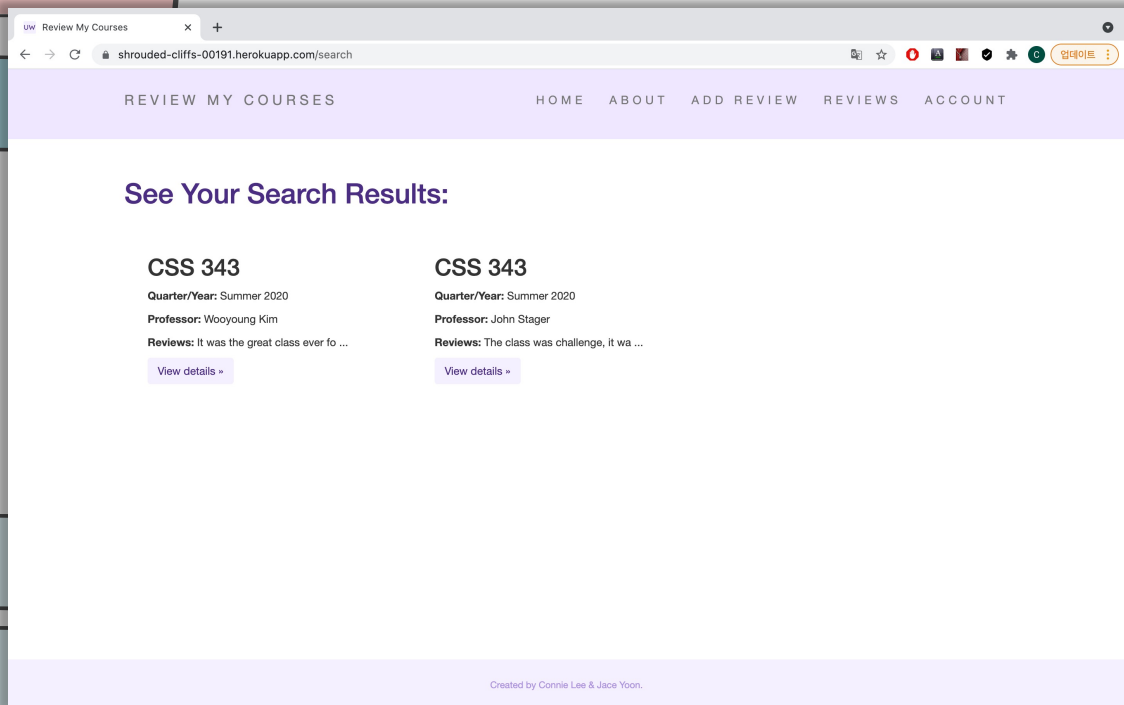 UW Review My Courses
shrouded-cliffs-00191.herokuapp.com/search
A
C
업데이트
REVIEW MY COURSES
HOME ABOUT ADD REVIEW REVIEWS ACCOUNT
See Your Search Results:
CSS 343
Quarter/Year: Summer 2020
Professor: Wooyoung Kim
Reviews: It was the great class ever fo ...
View details »
CSS 343
Quarter/Year: Summer 2020
Professor: John Stager
Reviews: The class was challenge, it wa ...
View details »
Created by Connie Lee & Jace Yoon.